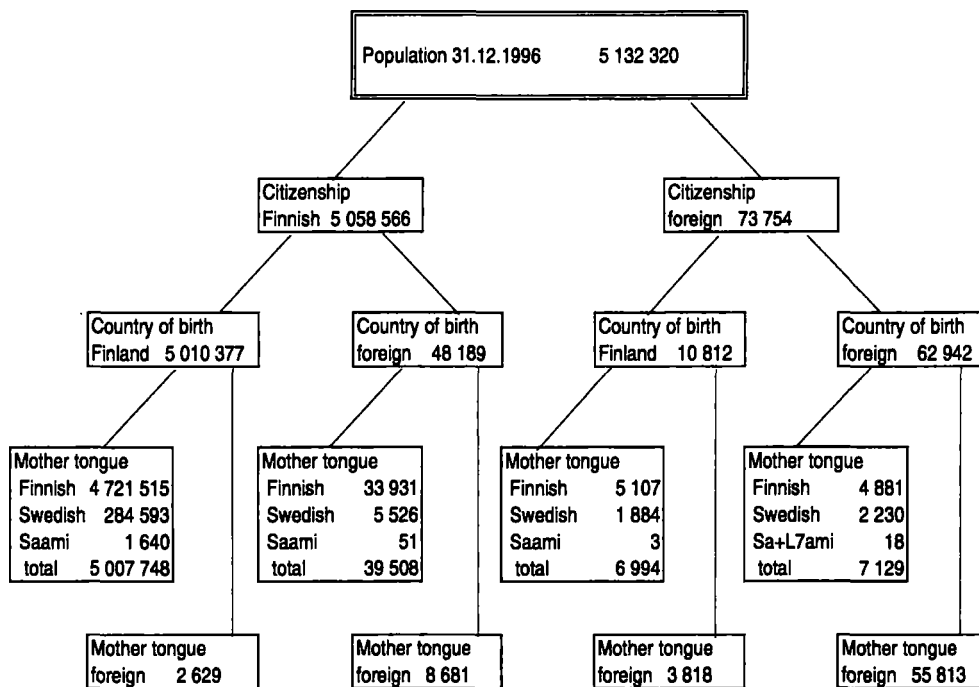 Population 31.12.1996 5 132 320
Citizenship
Finnish 5 058 566
Citizenship
foreign 73 754
Country of birth
Finland 5 010 377
Country of birth
foreign 48 189
Country of birth
Finland 10 812
Country of birth
foreign 62 942
Mother tongue
Finnish 4 721 515
Swedish 284 593
Saami 1 640
total 5 007 748
Mother tongue
Finnish 33 931
Swedish 5 526
Saami 51
total 39 508
Mother tongue
Finnish 5 107
Swedish 1 884
Saami 3
total 6 994
Mother tongue
Finnish 4 881
Swedish 2 230
Sa+L7ami 18
total 7 129
Mother tongue
foreign 2 629
Mother tongue
foreign 8 681
Mother tongue
foreign 3 818
Mother tongue
foreign 55 813